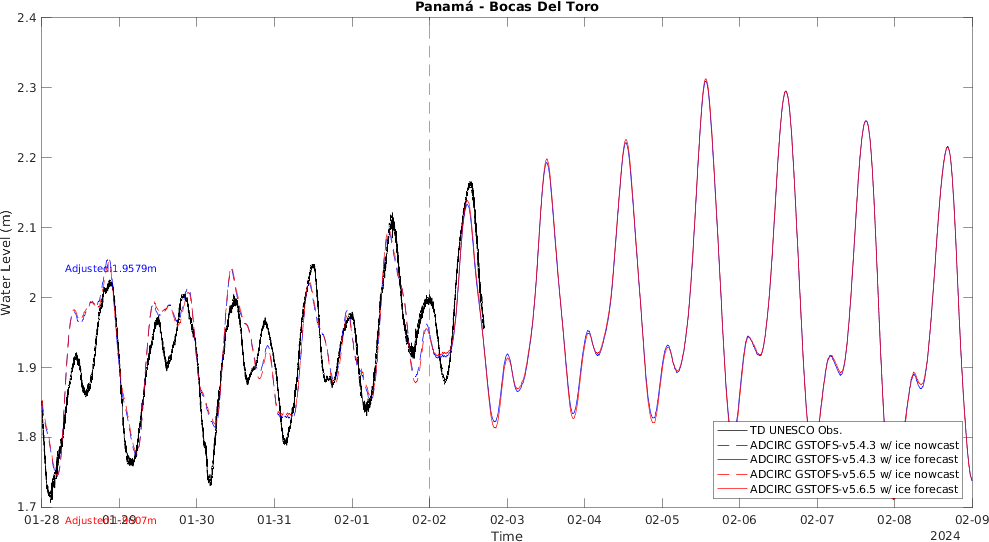 Panamá - Bocas Del Toro
2.4
2.3
2.2
2.1
2
1.9
1.8
1.7
Water Level (m)
Adjusted:1.9579m
TD UNESCO Obs.
ADCIRC GSTOFS-v5.4.3 w/ ice nowcast
ADCIRC GSTOFS-v5.4.3 w/ ice forecast
ADCIRC GSTOFS-v5.6.5 w/ ice nowcast
ADCIRC GSTOFS-v5.6.5 w/ ice forecast
01-28 01-29 01-30 01-31 02-01 02-02 02-03 02-04 02-05 02-06 02-07 02-08 02-09
Time
2024